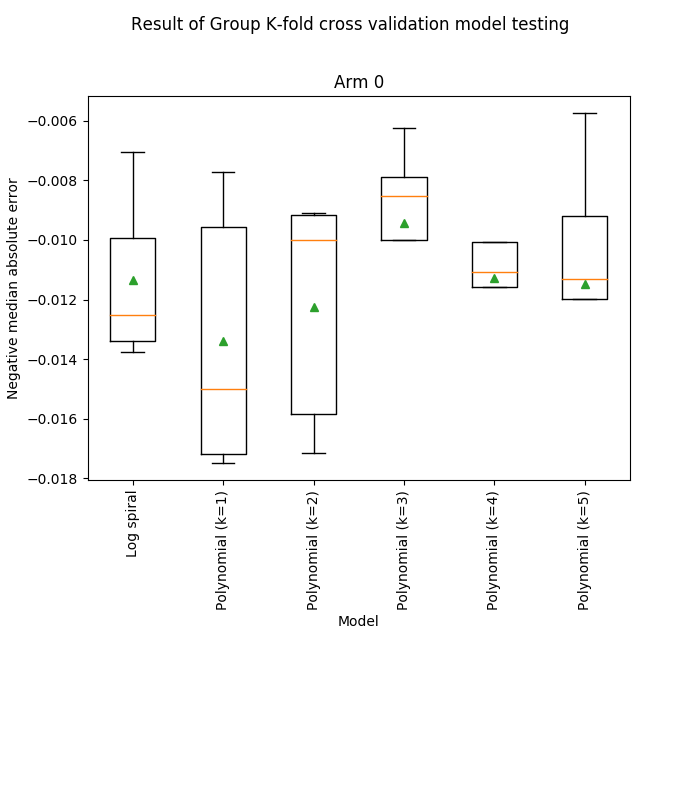 Result of Group K-fold cross validation model testing
Arm 0
Negative median absolute error
−0.006
−0.008
−0.010
−0.012
−0.014
−0.016
−0.018
Log spiral
Polynomial (k=1)
Polynomial (k=2)
Polynomial (k=3)
Polynomial (k=4)
Polynomial (k=5)
Model